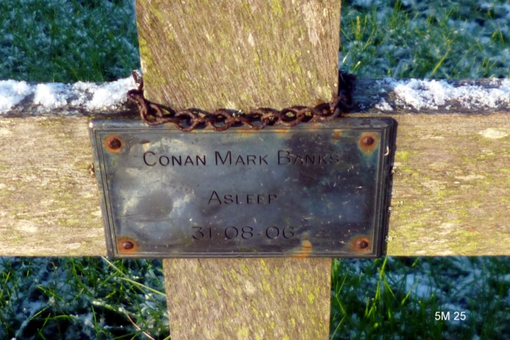 Conan Mark Banks
Asleep
31-08-06
5M 25